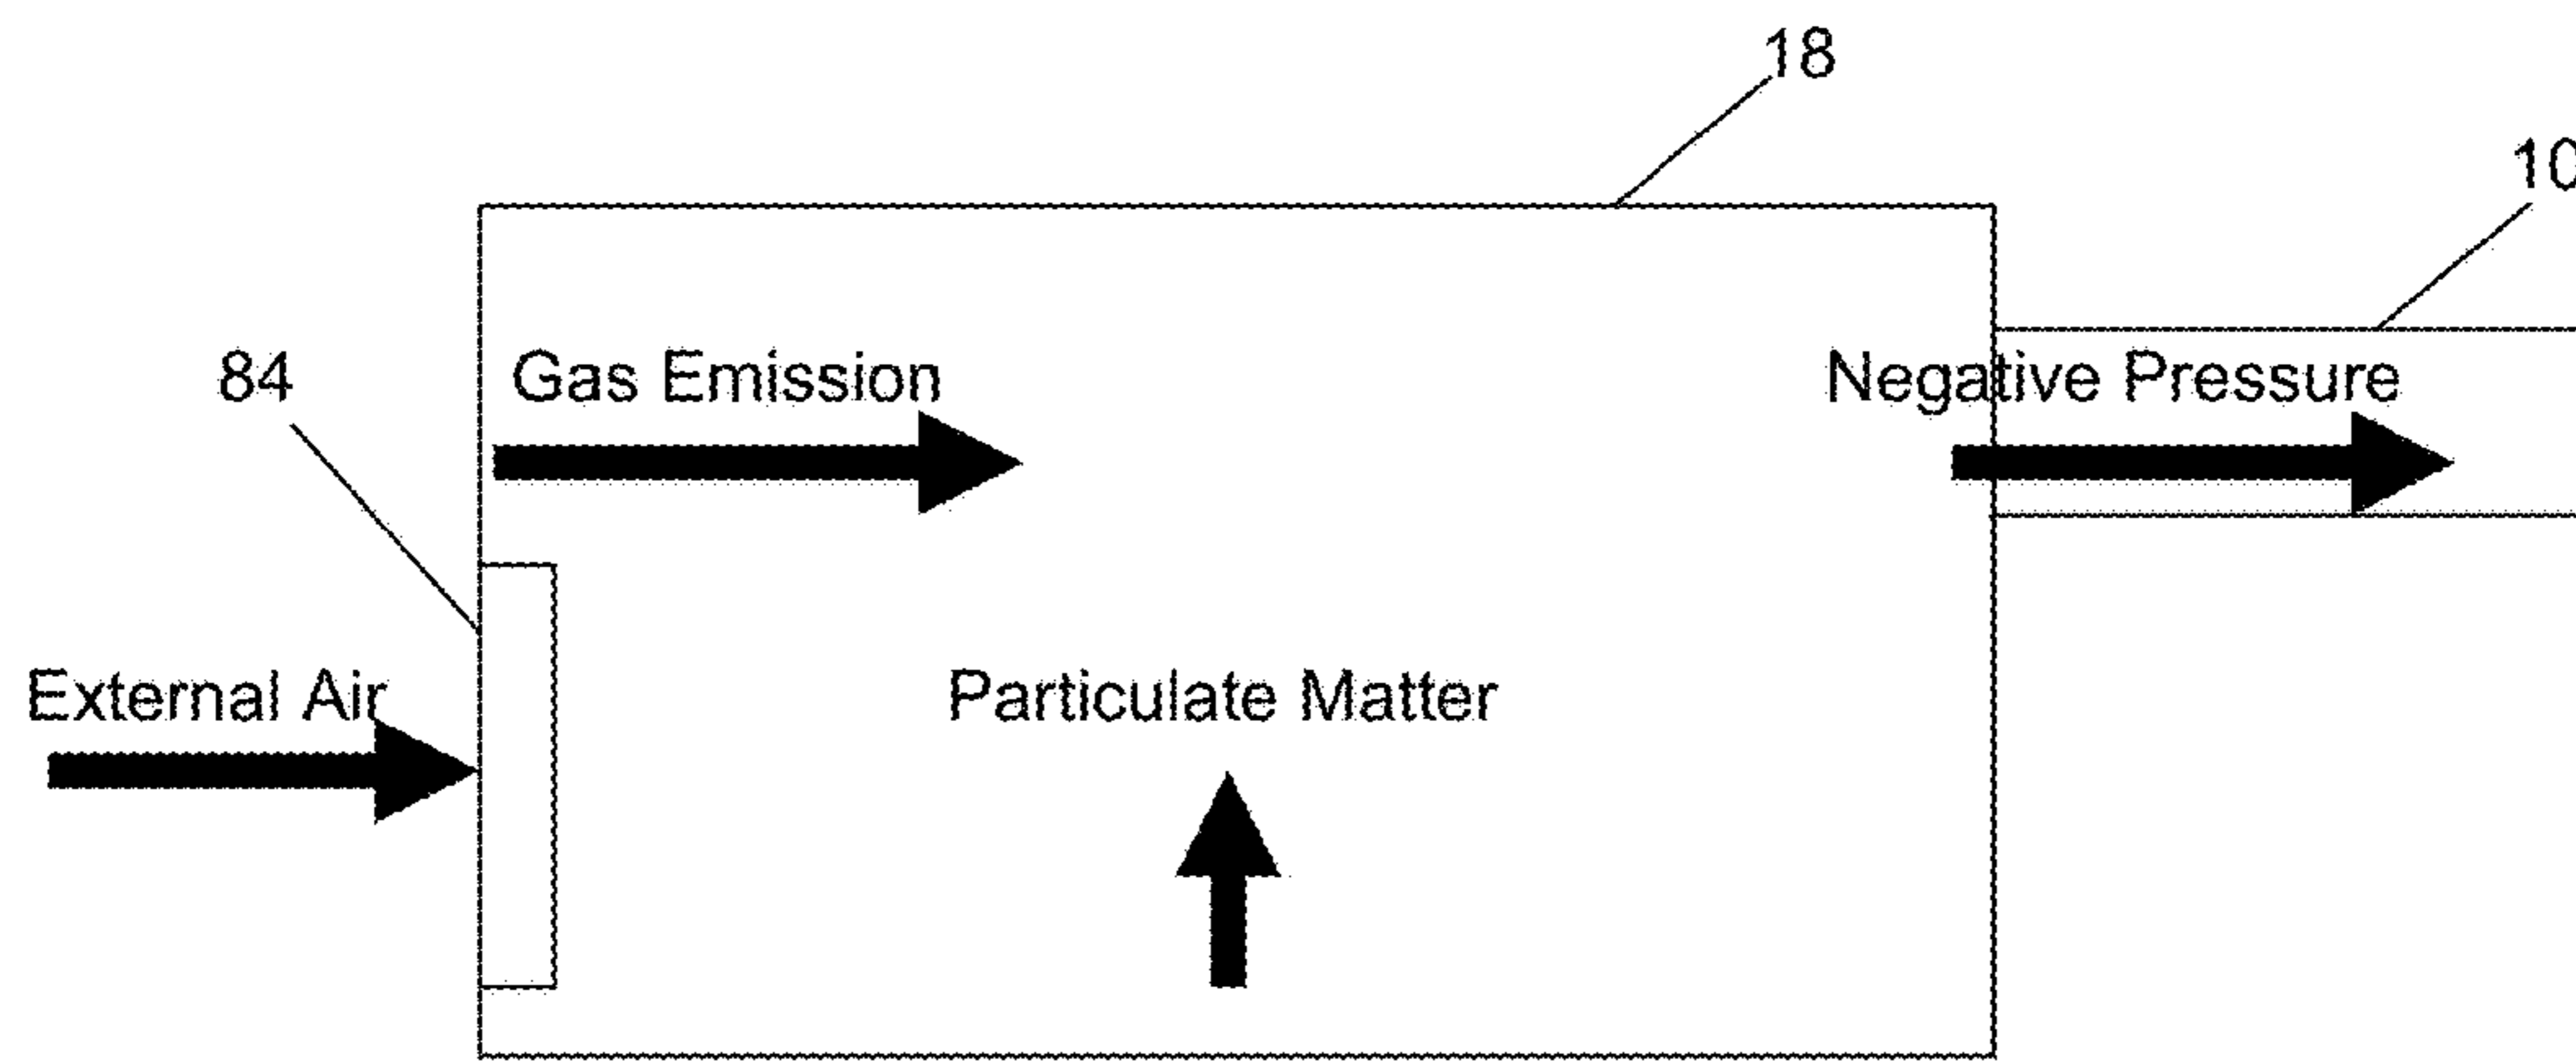 18
10
84
Gas Emission
Negative Pressure
External Air
Particulate Matter